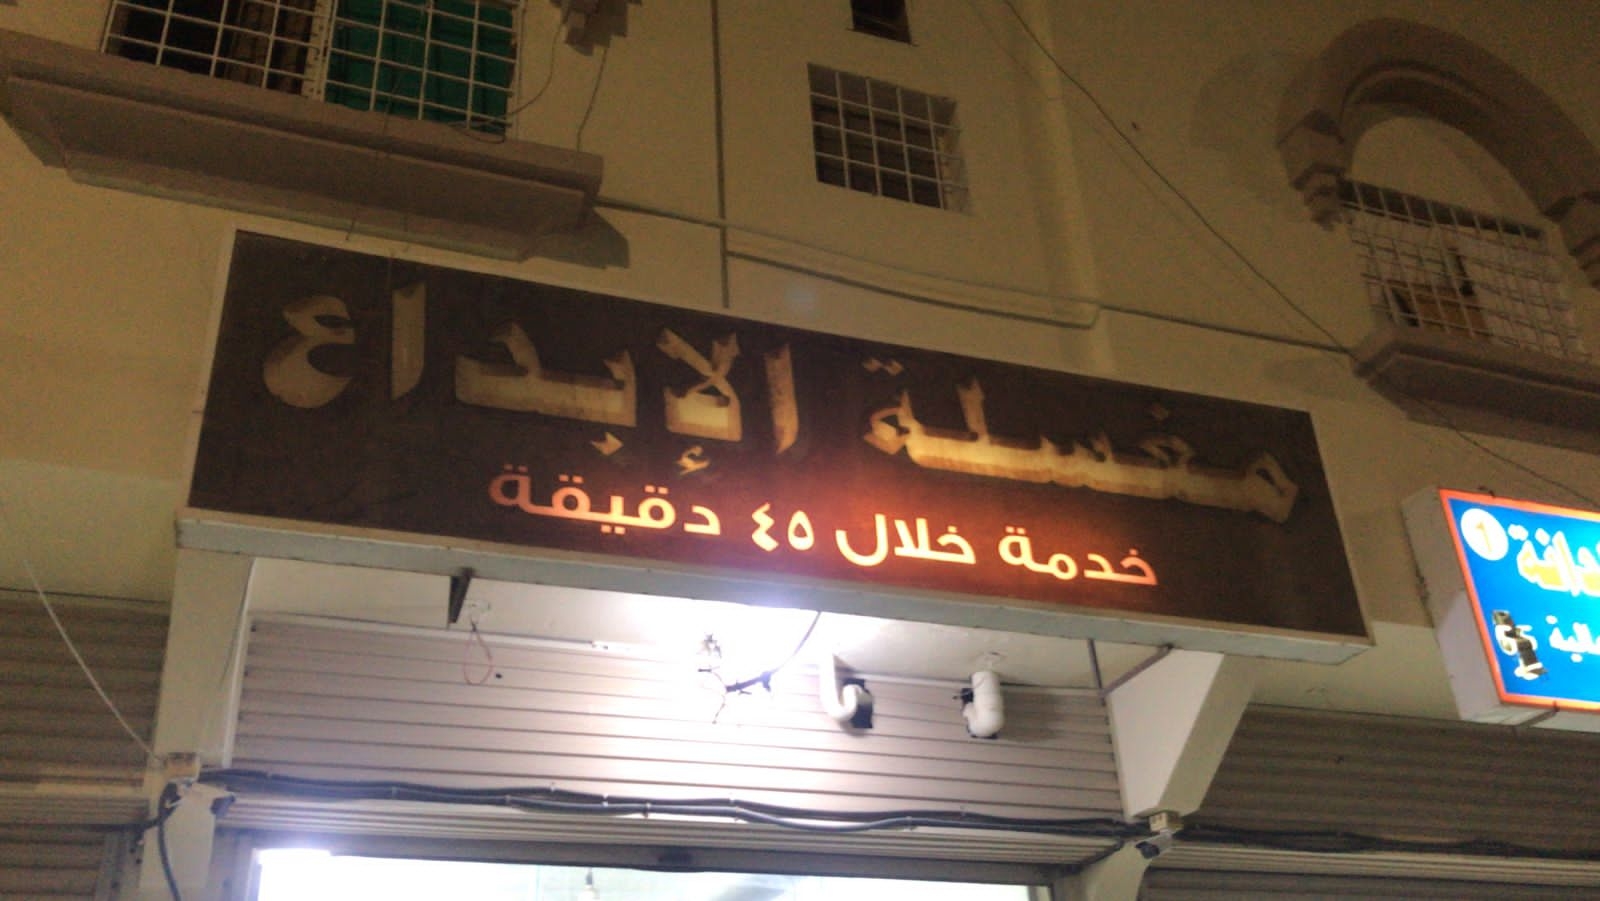 مغسلة الإبداع
خدمة خلال ٤٥ دقيقة